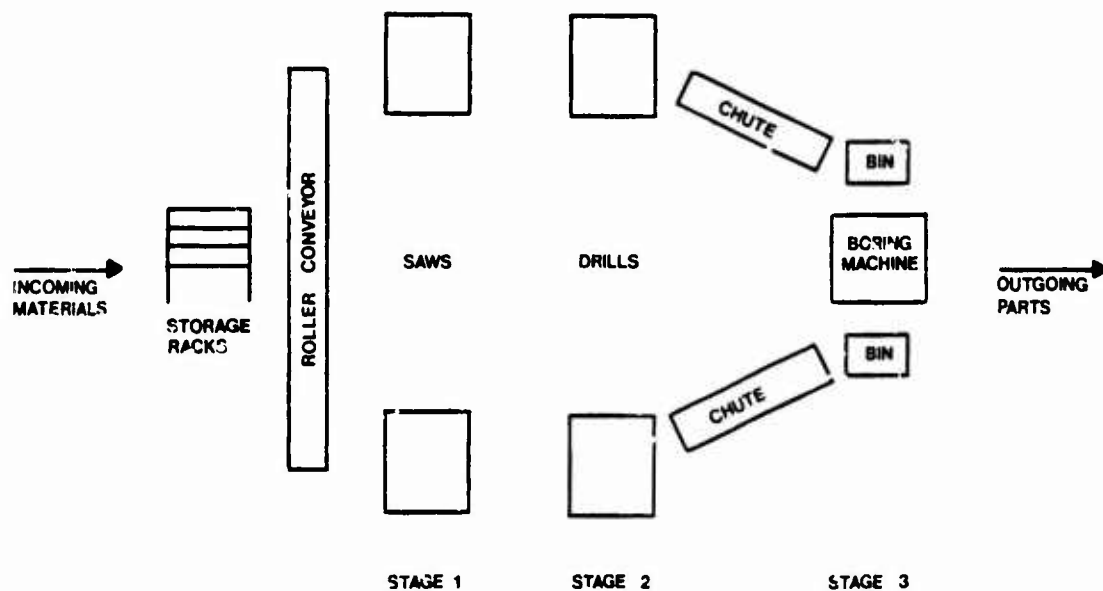 CHUTE
BIN
ROLLER CONVEYOR
SAWS
DRILLS
BORING
MACHINE
INCOMING
MATERIALS
OUTGOING
PARTS
STORAGE
RACKS
BIN
CHUTE
STAGE 1
STAGE 2
STAGE 3